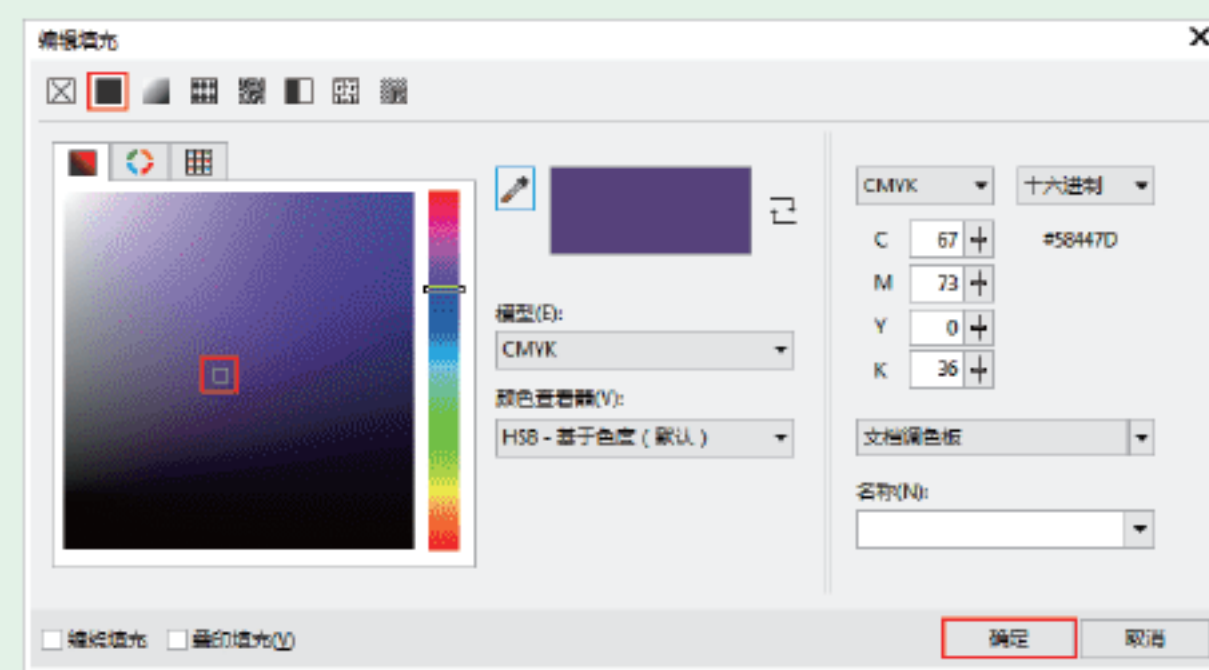 编辑填充
CMYK
十六进制
C 67
#58447D
M 73
Y 0
K 36
模型(E):
CMYK
颜色查看器(V):
HSB - 基于色度（默认）
文档调色板
名称(N):
缠绕填充
叠印填充(V)
确定
取消